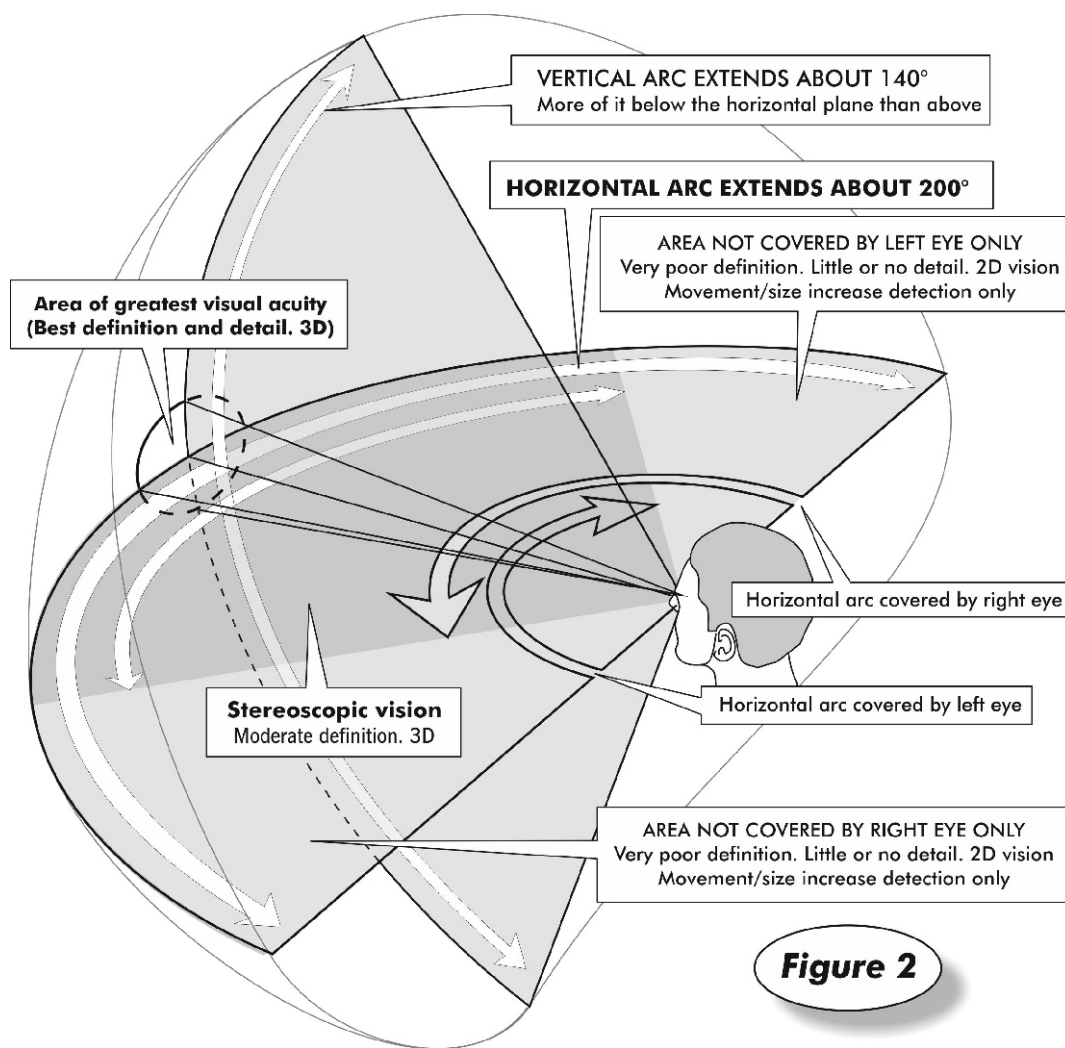 VERTICAL ARC EXTENDS ABOUT 140°
More of it below the horizontal plane than above
HORIZONTAL ARC EXTENDS ABOUT 200°
AREA NOT COVERED BY LEFT EYE ONLY
Very poor definition. Little or no detail. 2D vision
Movement/size increase detection only
Area of greatest visual acuity
(Best definition and detail. 3D)
Horizontal arc covered by right eye
Horizontal arc covered by left eye
Stereoscopic vision
Moderate definition. 3D
AREA NOT COVERED BY RIGHT EYE ONLY
Very poor definition. Little or no detail. 2D vision
Movement/size increase detection only
Figure 2